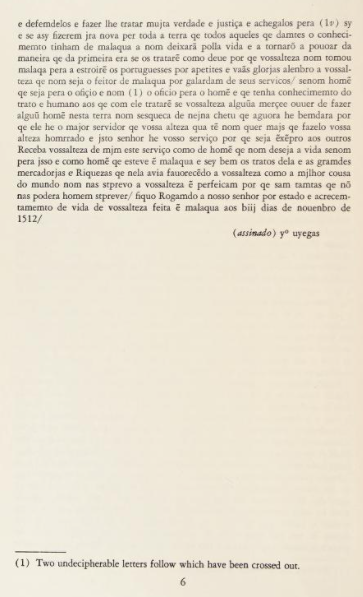 e defemdelos e fazer lhe tratar mujta verdade e justiça e achegalos pera (1v) sy
e se asy fizerem jra nova per toda a terra qe todos aqueles qe damtes o conheci-
memto tinham de malaqua a nom deixarã polla vida e a tornarõ a pouoar da
maneira qe da primera era se os tratarẽ como deue por qe vossalteza nom tomou
malaqa pera a estroirẽ os portuguesses por apetites e vaãs glorjas alenbro a vossal-
teza qe nom seja o feitor de malaqua por galardam de seus servicos/ senom homẽ
qe seja pera o ofiçio e nom (1) o oficio pera o homẽ e qe tenha conhecimemto do
trato e humano aos qe com ele tratarẽ se vossalteza alguũa merçee ouuer de fazer
alguũ homẽ nesta terra nom sesqueca de nejna chetu qe aguora he bemdara por
qe ele he o major servidor qe vossa alteza qua tẽ nom quer majs qe fazelo vossa
alteza homrrado e jsto senhor he vosso serviço por qe seja ẽxẽpro aos outros
Receba vossalteza de mjm este serviço como de homẽ qe nom deseja a vida senom
pera jsso e como homẽ qe esteve ẽ malaqua e sey bem os tratos dela e as grandes
mercadorjas e Riquezas qe nela avia fauorecẽdo a vossalteza como a mjlhor cousa
do mundo nom nas stprevo a vossalteza ẽ perfeicam por qe sam tamtas qe nõ
nas podera homem stprever/ fiquo Rogamdo a nosso senhor por estado e acrecem-
tamemto de vida de vossalteza feita ẽ malaqua aos biij dias de nouenbro de
1512/
(assinado) yº uyegas
(1) Two undecipherable letters follow which have been crossed out.
6